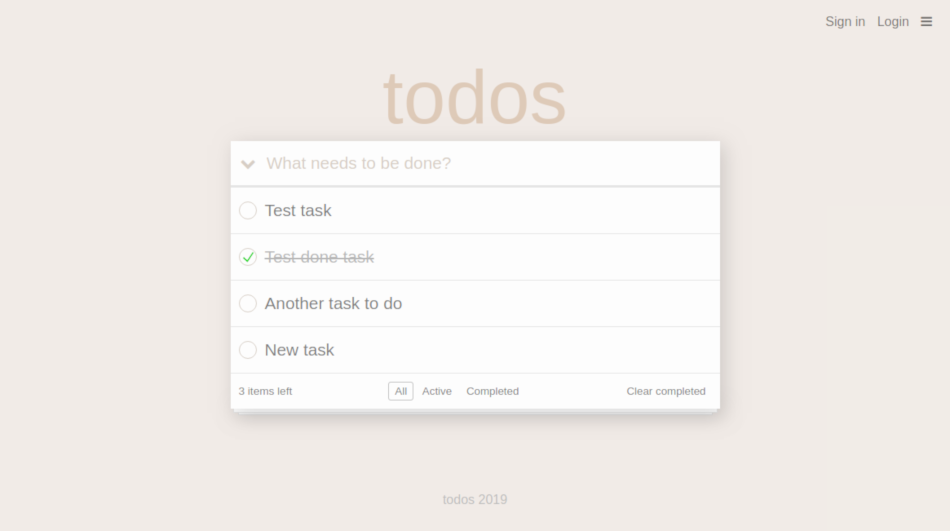 Sign in Login
todos
What needs to be done?
Test task
Test done task
Another task to do
New task
3 items left All Active Completed Clear completed
todos 2019